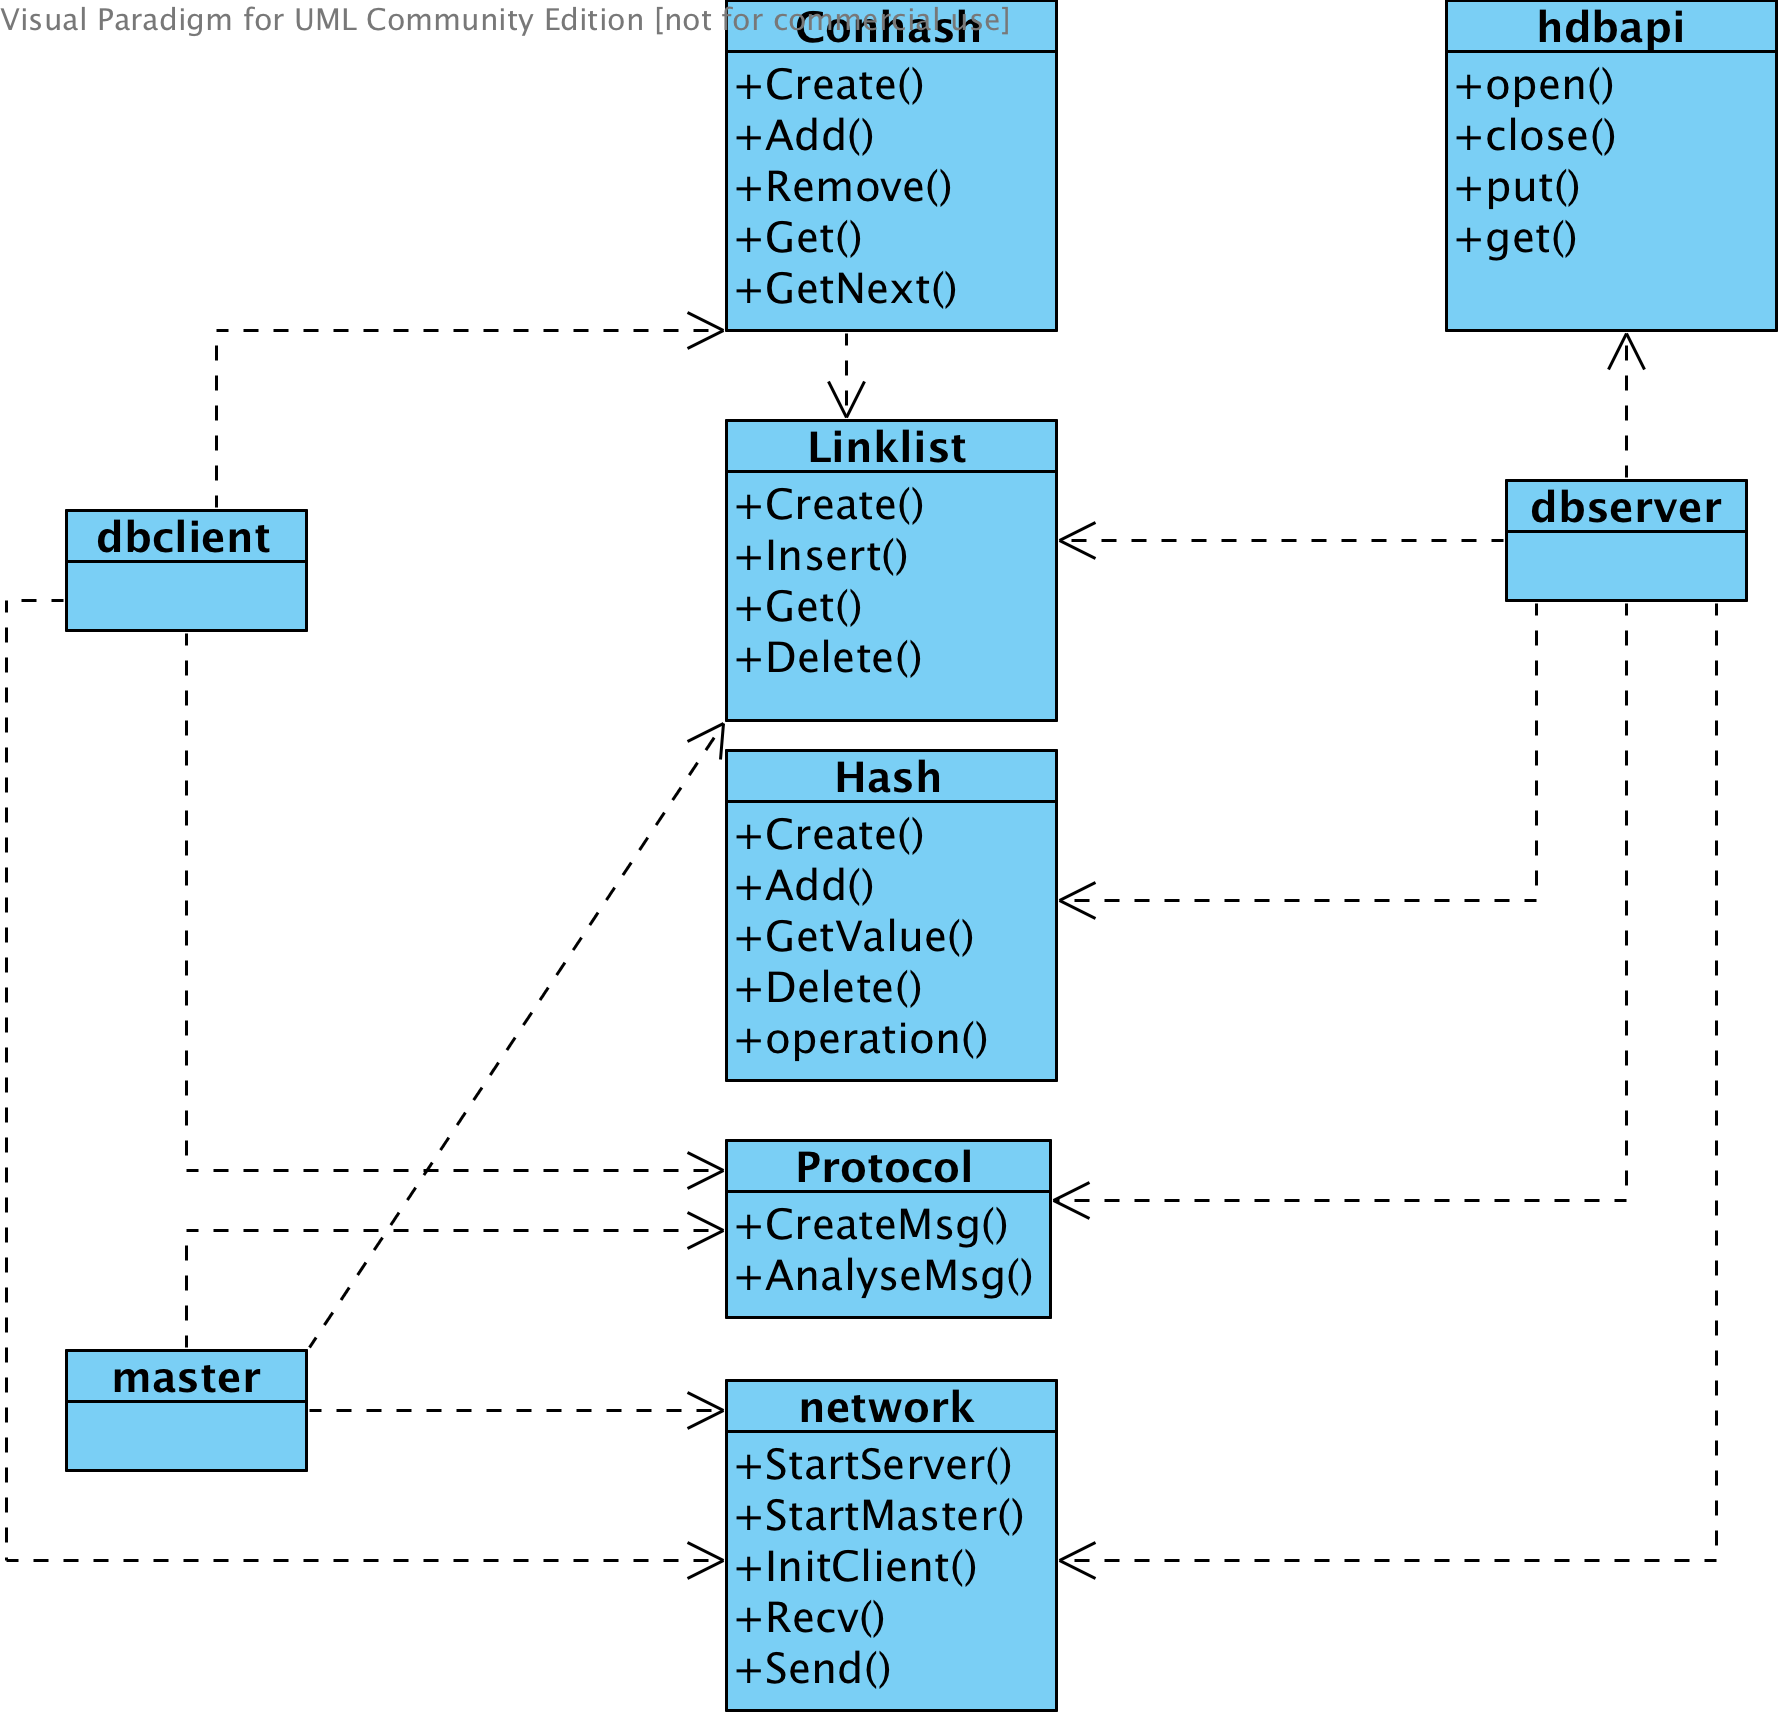 Visual Paradigm for UML Community Edition [not for commercial use]
Conhash
+Create()
+Add()
+Remove()
+Get()
+GetNext()
hdbapi
+open()
+close()
+put()
+get()
Linklist
+Create()
+Insert()
+Get()
+Delete()
dbclient
dbserver
Hash
+Create()
+Add()
+GetValue()
+Delete()
+operation()
Protocol
+CreateMsg()
+AnalyseMsg()
master
network
+StartServer()
+StartMaster()
+InitClient()
+Recv()
+Send()